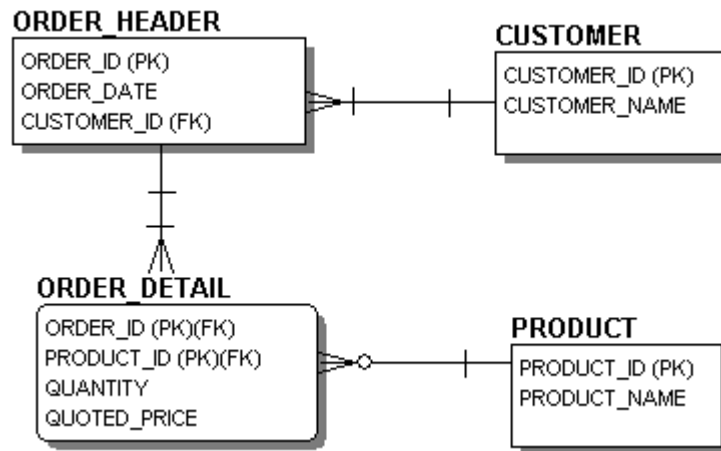 ORDER_HEADER
ORDER_ID (PK)
ORDER_DATE
CUSTOMER_ID (FK)
CUSTOMER
CUSTOMER_ID (PK)
CUSTOMER_NAME
ORDER_DETAIL
ORDER_ID (PK)(FK)
PRODUCT_ID (PK)(FK)
QUANTITY
QUOTED_PRICE
PRODUCT
PRODUCT_ID (PK)
PRODUCT_NAME